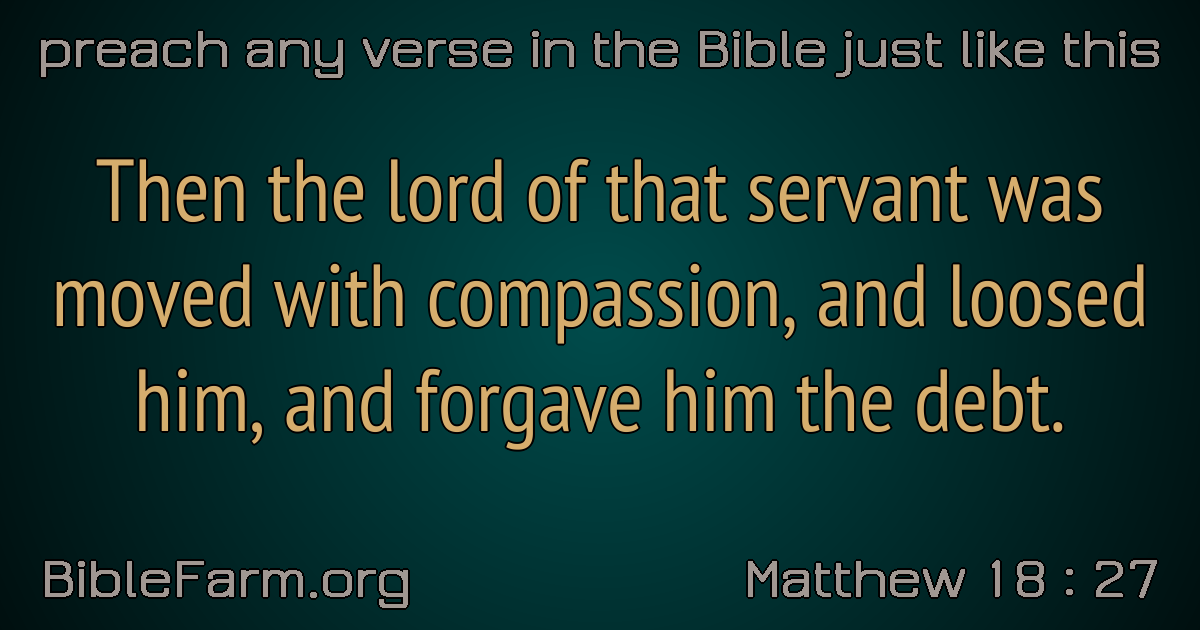 preach any verse in the Bible just like this
Then the lord of that servant was
moved with compassion, and loosed
him, and forgave him the debt.
BibleFarm.org
Matthew 18 : 27